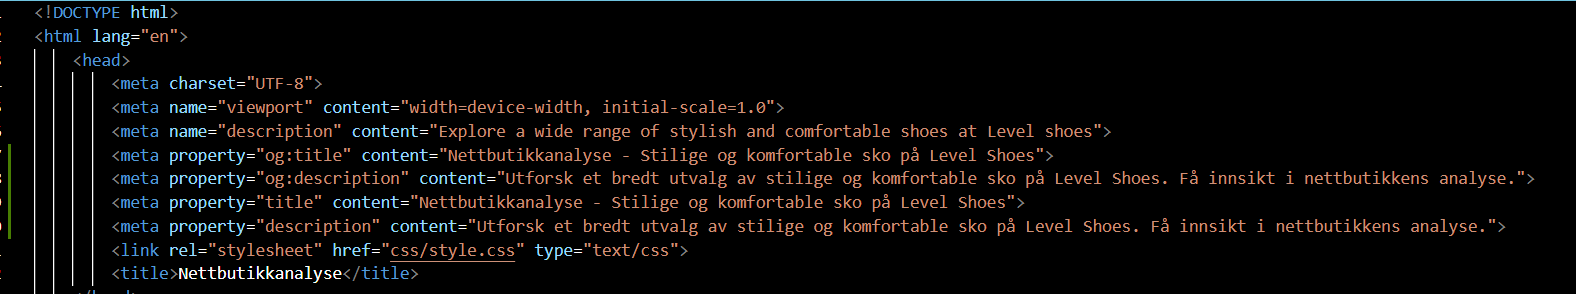 <!DOCTYPE html>
<html lang="en">
<head>
<meta charset="UTF-8">
<meta name="viewport" content="width=device-width, initial-scale=1.0">
<meta name="description" content="Explore a wide range of stylish and comfortable shoes at Level shoes">
<meta property="og:title" content="Nettbutikkanalyse - Stilige og komfortable sko på Level Shoes">
<meta property="og:description" content="Utforsk et bredt utvalg av stilige og komfortable sko på Level Shoes. Få innsikt i nettbutikkens analyse.">
<meta property="title" content="Nettbutikkanalyse - Stilige og komfortable sko på Level Shoes">
<meta property="description" content="Utforsk et bredt utvalg av stilige og komfortable sko på Level Shoes. Få innsikt i nettbutikkens analyse.">
<link rel="stylesheet" href="css/style.css" type="text/css">
<title>Nettbutikkanalyse</title>